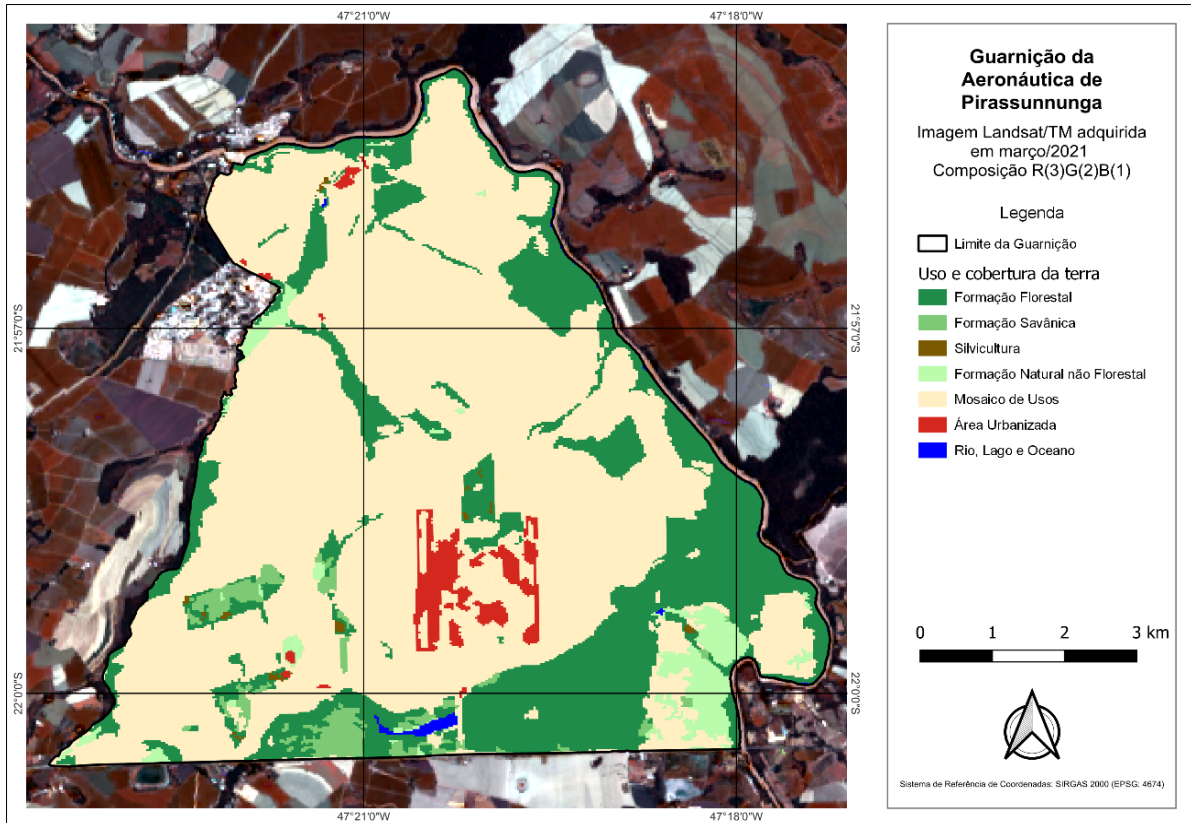 47°21'0"W
47°18'0"W
21°57'0"S
21°57'0"S
22°0'0"S
22°0'0"S
47°21'0"W
47°18'0"W
Guarnição da
Aeronáutica de
Pirassunnunga
Imagem Landsat/TM adquirida
em março/2021
Composição R(3)G(2)B(1)
Legenda
Limite da Guarnição
Uso e cobertura da terra
Formação Florestal
Formação Savânica
Silvicultura
Formação Natural não Florestal
Mosaico de Usos
Área Urbanizada
Rio, Lago e Oceano
0 1 2 3 km
Sistema de Referência de Coordenadas: SIRGAS 2000 (EPSG: 4674)